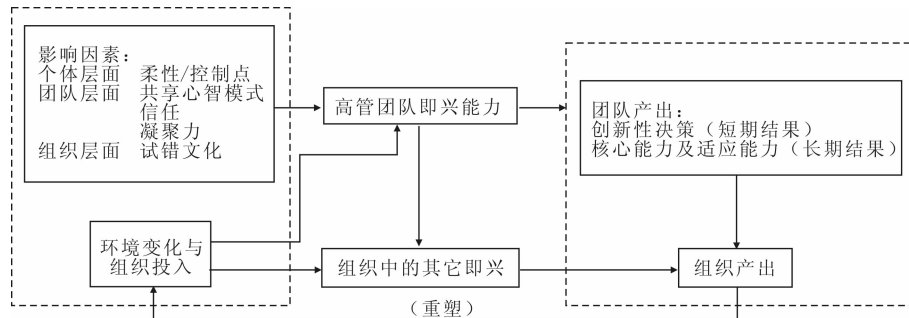 影响因素：
个体层面 柔性/控制点
团队层面 共享心智模式
信任
凝聚力
组织层面 试错文化
高管团队即兴能力
团队产出：
创新性决策（短期结果）
核心能力及适应能力（长期结果）
环境变化与
组织投入
组织中的其它即兴
组织产出
（重塑）